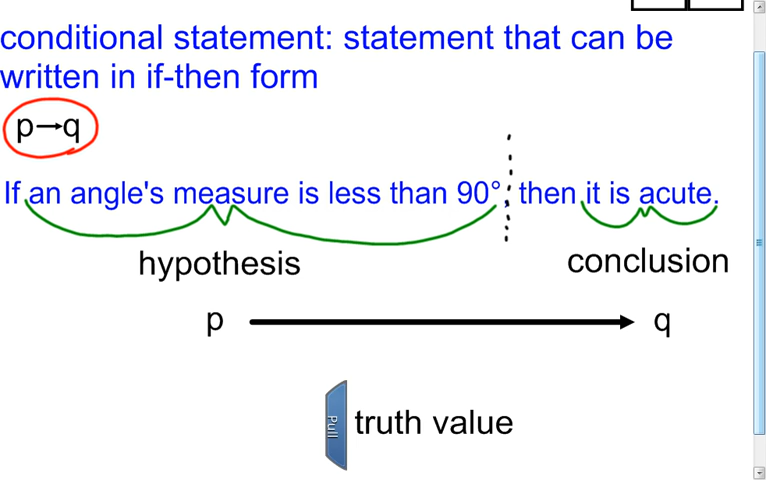 conditional statement: statement that can be
written in if-then form
p→q
If an angle's measure is less than 90°, then it is acute.
hypothesis conclusion
p q
Pull truth value